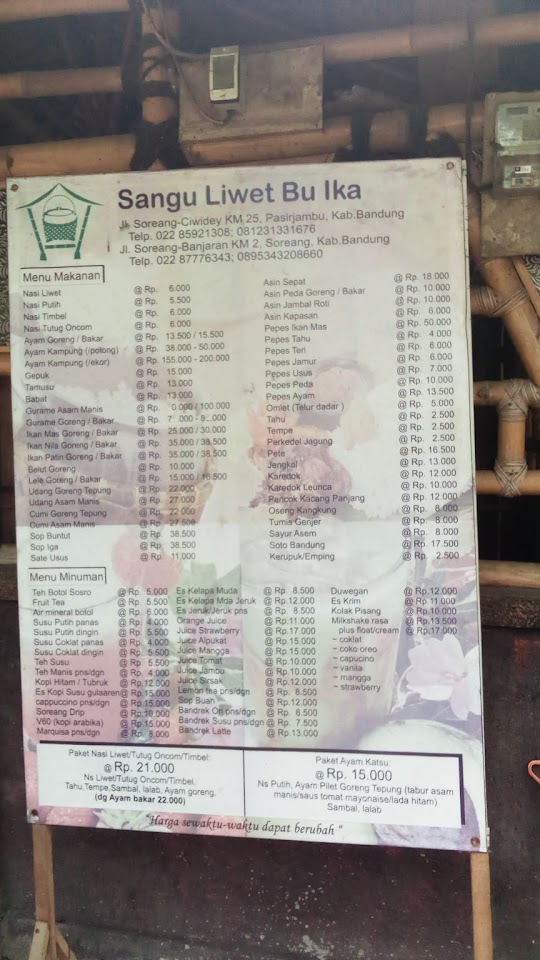 Sangu Liwet Bu Ika
Jl. Soreang-Ciwidey KM 25, Pasirjambu, Kab.Bandung
Telp. 022 85921308; 081231331676
Jl. Soreang-Banjaran KM 2, Soreang, Kab.Bandung
Telp. 022 87776343; 0895343208660
Menu Makanan
Nasi Liwet @ Rp. 6.000
Nasi Putih @ Rp. 5.500
Nasi Timbel @ Rp. 6.000
Nasi Tutug Oncom @ Rp. 6.000
Ayam Goreng / Bakar @ Rp. 13.500 / 15.500
Ayam Kampung (/potong) @ Rp. 38.000 - 50.000
Ayam Kampung (/ekor) @ Rp. 155.000 - 200.000
Gepuk @ Rp. 15.000
Tamusu @ Rp. 13.000
Babat @ Rp. 13.000
Gurame Asam Manis @ Rp. 0.000 / 100.000
Gurame Goreng / Bakar @ Rp.
Ikan Mas Goreng / Bakar @ Rp. 25.000 / 30.000
Ikan Nila Goreng / Bakar @ Rp. 35.000 / 38.500
Ikan Patin Goreng / Bakar @ Rp. 35.000 / 38.500
Belut Goreng @ Rp. 10.000
Lele Goreng / Bakar @ Rp. 15.000 / 16.500
Udang Goreng Tepung @ Rp. 22.000
Udang Asam Manis @ Rp. 27.000
Cumi Goreng Tepung @ Rp. 22.000
Cumi Asam Manis @ Rp. 27.500
Sop Buntut @ Rp. 38.500
Sop Iga @ Rp. 38.500
Sate Usus @ Rp. 11.000
Asin Sepat @ Rp. 18.000
Asin Peda Goreng / Bakar @ Rp. 10.000
Asin Jambal Roti @ Rp. 10.000
Asin Kapasan @ Rp. 6.000
Pepes Ikan Mas @ Rp. 50.000
Pepes Tahu @ Rp. 4.000
Pepes Teri @ Rp. 6.000
Pepes Jamur @ Rp. 6.000
Pepes Usus @ Rp. 7.000
Pepes Peda @ Rp. 10.000
Pepes Ayam @ Rp. 13.500
Omlet (Telur dadar ) @ Rp. 5.000
Tahu @ Rp. 2.500
Tempe @ Rp. 2.500
Perkedel Jagung @ Rp. 2.500
Pete @ Rp. 16.500
Jengkol @ Rp. 13.000
Karedok @ Rp. 12.000
Karedok Leunca @ Rp. 10.000
Pencok Kacang Panjang @ Rp. 12.000
Oseng Kangkung @ Rp. 8.000
Tumis Genjer @ Rp. 8.000
Sayur Asem @ Rp. 8.000
Soto Bandung @ Rp. 17.500
Kerupuk/Emping @ Rp. 2.500
Menu Minuman
Teh Botol Sosro @ Rp. 5.000
Fruit Tea @ Rp. 5.500
Air mineral botol @ Rp. 6.000
Susu Putih panas @ Rp. 4.000
Susu Putih dingin @ Rp. 5.500
Susu Coklat panas @ Rp. 4.000
Susu Coklat dingin @ Rp. 5.500
Teh Susu @ Rp. 5.500
Teh Manis pns/dgn @ Rp. 4.000
Kopi Hitam / Tubruk @ Rp. 12.000
Es Kopi Susu gulaaren @ Rp. 15.000
cappuccino pns/dgn @ Rp. 15.000
Soreang Drip @ Rp.
V60 (kopi arabika) @ Rp. 15.000
Marquisa pns/dgn @ Rp. 8.000
Es Kelapa Muda @ Rp. 8.500
Es Kelapa Mda Jeruk @ Rp.12.000
Es Jeruk/Jeruk pns @ Rp. 8.500
Orange Juice @ Rp.11.000
Juice Strawberry @ Rp.17.000
Juice Alpukat @ Rp.15.000
Juice Mangga @ Rp.15.000
Juice Tomat @ Rp.10.000
Juice Jambu @ Rp.10.000
Juice Sirsak @ Rp.12.000
Lemon tea pns/dgn @ Rp. 8.500
Sop Buah @ Rp.12.000
Bandrek Ori pns/dgn @ Rp. 6.500
Bandrek Susu pns/dgn @ Rp. 7.500
Bandrek Latte @ Rp.13.000
Duwegan @ Rp.12.000
Es Krim @ Rp 11.000
Kolak Pisang @ Rp.10.000
Milkshake rasa @ Rp.13.500
plus float/cream @ Rp.17.000
~ coklat
~ coko oreo
~ capucino
~ vanila
~ mangga
~ strawberry
Paket Nasi Liwet/Tutug Oncom/Timbel:
@ Rp. 21.000
Ns Liwet/Tutug Oncom/Timbel,
Tahu,Tempe,Sambal, lalab, Ayam goreng.
(dg Ayam bakar 22.000)
Paket Ayam Katsu:
@ Rp. 15.000
Ns Putih, Ayam Pilet Goreng Tepung (tabur asam
manis/saus tomat mayonaise/lada hitam)
Sambal, lalab
"Harga sewaktu-waktu dapat berubah "